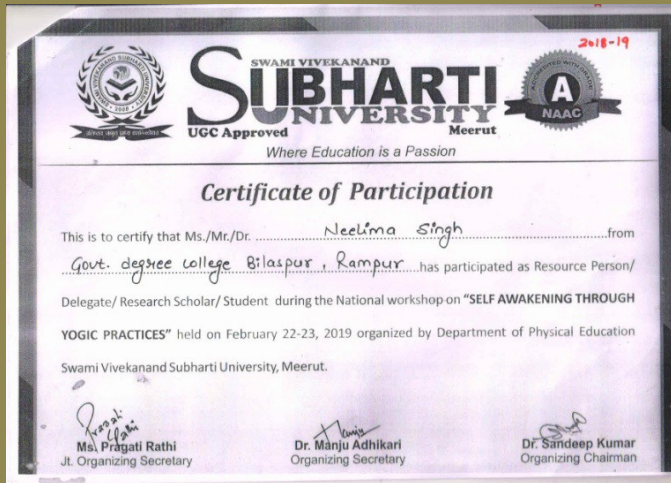 2018-19
SWAMI VIVEKANAND
SUBHARTI
UNIVERSITY
UGC Approved Meerut
Where Education is a Passion
ACCREDITED WITH GRADE
A
NAAC
Certificate of Participation
This is to certify that Ms./Mr./Dr. Neelima Singh from
Govt. degree college Bilaspur, Rampur has participated as Resource Person/
Delegate/ Research Scholar/ Student during the National workshop on "SELF AWAKENING THROUGH
YOGIC PRACTICES" held on February 22-23, 2019 organized by Department of Physical Education
Swami Vivekanand Subharti University, Meerut.
Ms. Pragati Rathi Dr. Manju Adhikari Dr. Sandeep Kumar
Jt. Organizing Secretary Organizing Secretary Organizing Chairman